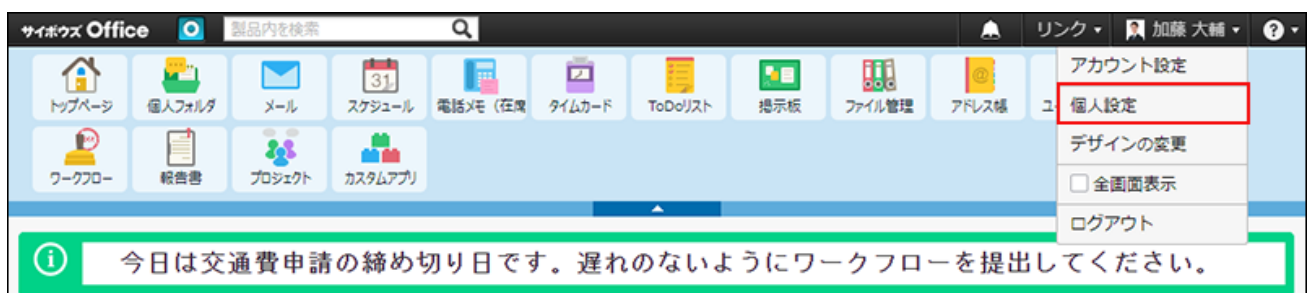 サイボウズ Office 製品内を検索 リンク 加藤 大輔 ?
トップページ 個人フォルダ メール スケジュール 電話メモ（在席 タイムカード ToDoリスト 掲示板 ファイル管理 アドレス帳 ユ
31
@
ワークフロー 報告書 プロジェクト カスタムアプリ
アカウント設定
個人設定
デザインの変更
全画面表示
ログアウト
今日は交通費申請の締め切り日です。遅れのないようにワークフローを提出してください。